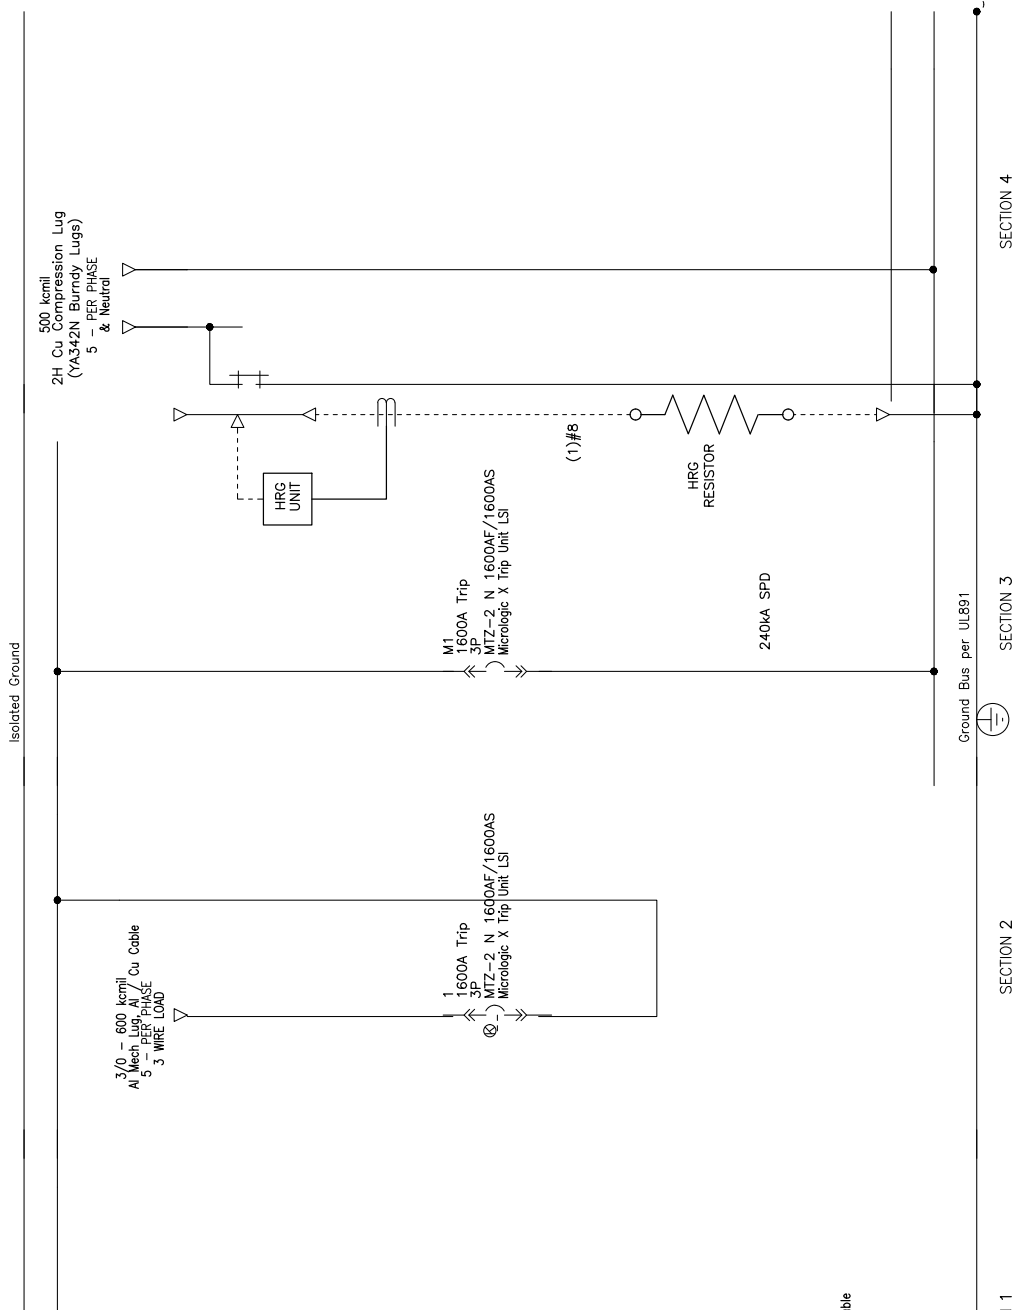 Isolated Ground
500 kcmil
2H Cu Compression Lug
(YA342N Burndy Lugs)
5 - PER PHASE
& Neutral
HRG
UNIT
(1)#8
HRG
RESISTOR
M1
1600A Trip
3P
MTZ-2 N 1600AF/1600AS
Micrologic X Trip Unit LSI
240kA SPD
Ground Bus per UL891
3/0 - 600 kcmil
Al Mech Lug, Al / Cu Cable
5 - PER PHASE
3 WIRE LOAD
1
1600A Trip
3P
MTZ-2 N 1600AF/1600AS
Micrologic X Trip Unit LSI
K
SECTION 4
SECTION 3
SECTION 2
1